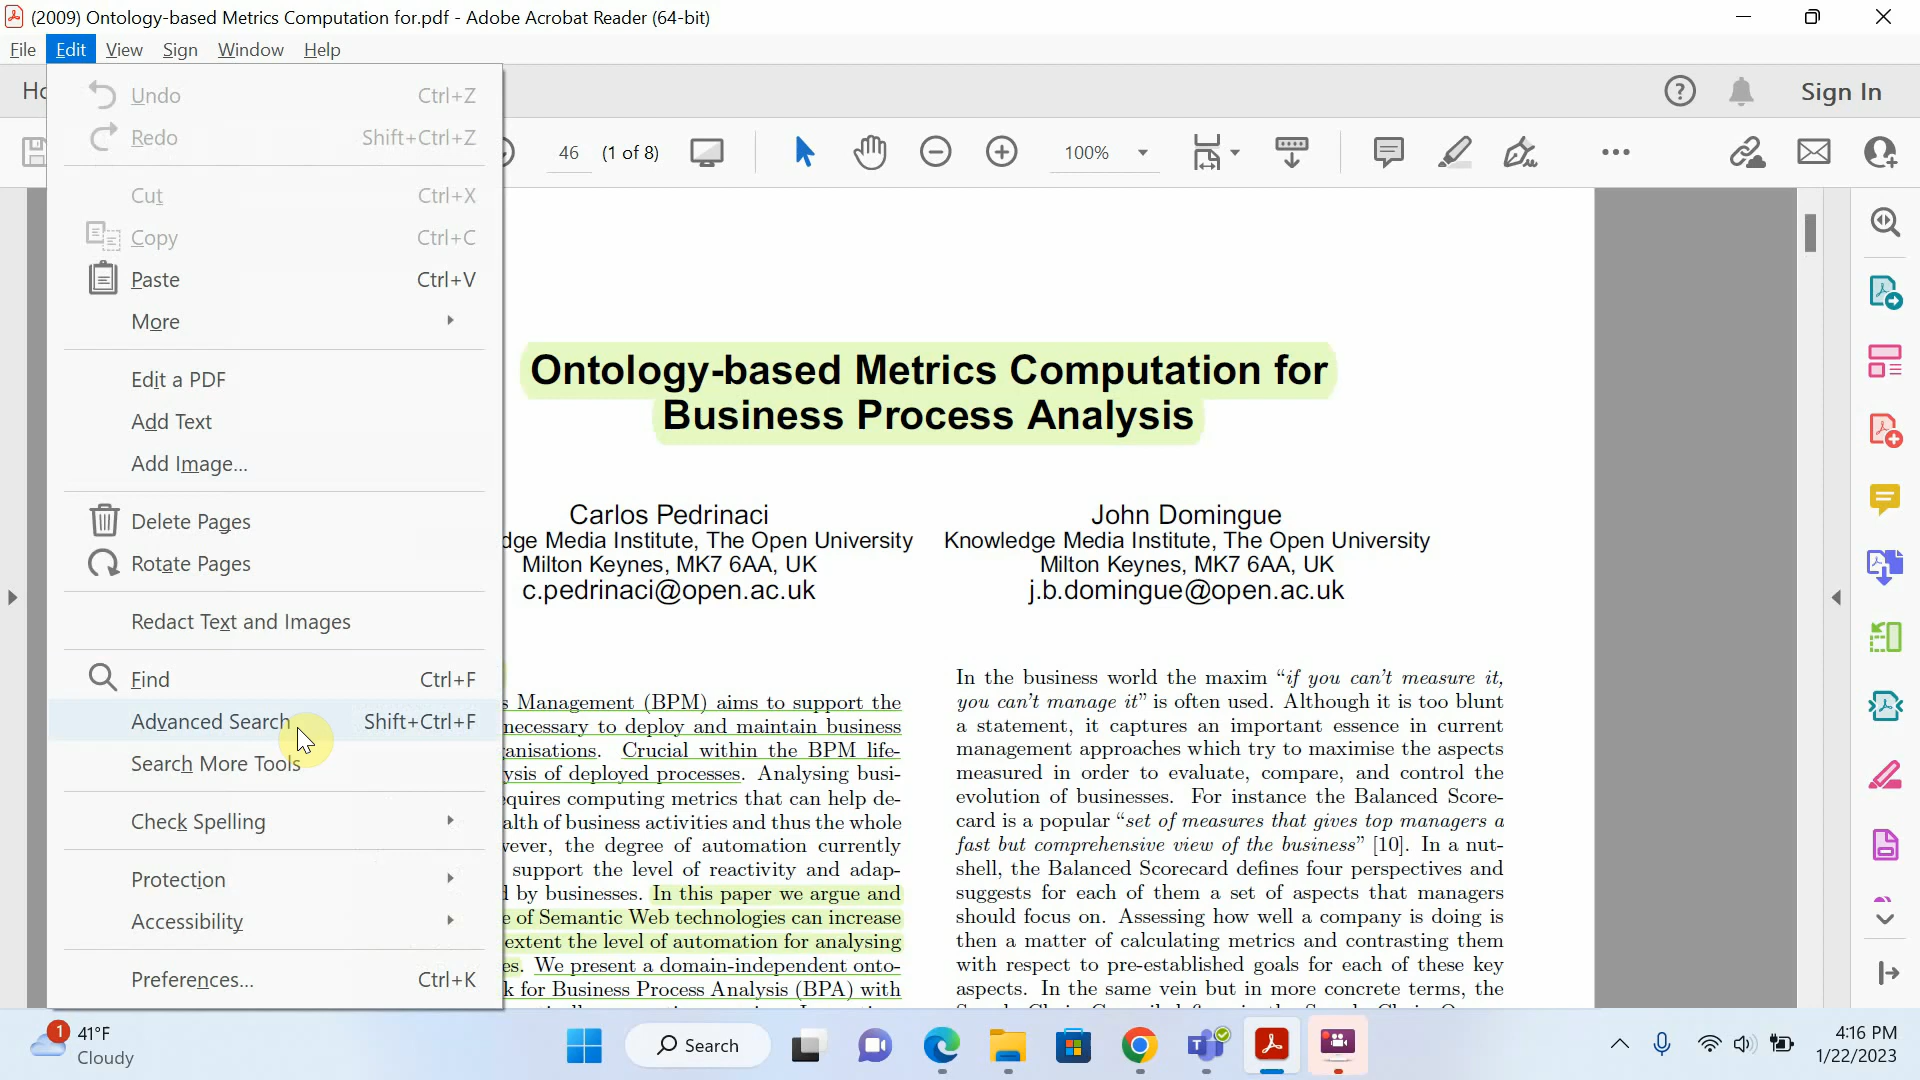 (2009) Ontology-based Metrics Computation for.pdf - Adobe Acrobat Reader (64-bit)
File Edit View Sign Window Help
Sign In
46 (1 of 8) 100%
Undo Ctrl+Z
Redo Shift+Ctrl+Z
Cut Ctrl+X
Copy Ctrl+C
Paste Ctrl+V
More
Edit a PDF
Add Text
Add Image...
Delete Pages
Rotate Pages
Redact Text and Images
Find Ctrl+F
Advanced Search Shift+Ctrl+F
Search More Tools
Check Spelling
Protection
Accessibility
Preferences... Ctrl+K
Ontology-based Metrics Computation for
Business Process Analysis
Carlos Pedrinaci
dge Media Institute, The Open University
Milton Keynes, MK7 6AA, UK
c.pedrinaci@open.ac.uk
John Domingue
Knowledge Media Institute, The Open University
Milton Keynes, MK7 6AA, UK
j.b.domingue@open.ac.uk
s Management (BPM) aims to support the
necessary to deploy and maintain business
anisations. Crucial within the BPM life-
ysis of deployed processes. Analysing busi-
equires computing metrics that can help de-
alth of business activities and thus the whole
vever, the degree of automation currently
support the level of reactivity and adap-
d by businesses. In this paper we argue and
e of Semantic Web technologies can increase
extent the level of automation for analysing
es. We present a domain-independent onto-
k for Business Process Analysis (BPA) with
In the business world the maxim “if you can’t measure it,
you can’t manage it” is often used. Although it is too blunt
a statement, it captures an important essence in current
management approaches which try to maximise the aspects
measured in order to evaluate, compare, and control the
evolution of businesses. For instance the Balanced Score-
card is a popular “set of measures that gives top managers a
fast but comprehensive view of the business” [10]. In a nut-
shell, the Balanced Scorecard defines four perspectives and
suggests for each of them a set of aspects that managers
should focus on. Assessing how well a company is doing is
then a matter of calculating metrics and contrasting them
with respect to pre-established goals for each of these key
aspects. In the same vein but in more concrete terms, the
1
41°F
Cloudy
Search
4:16 PM
1/22/2023